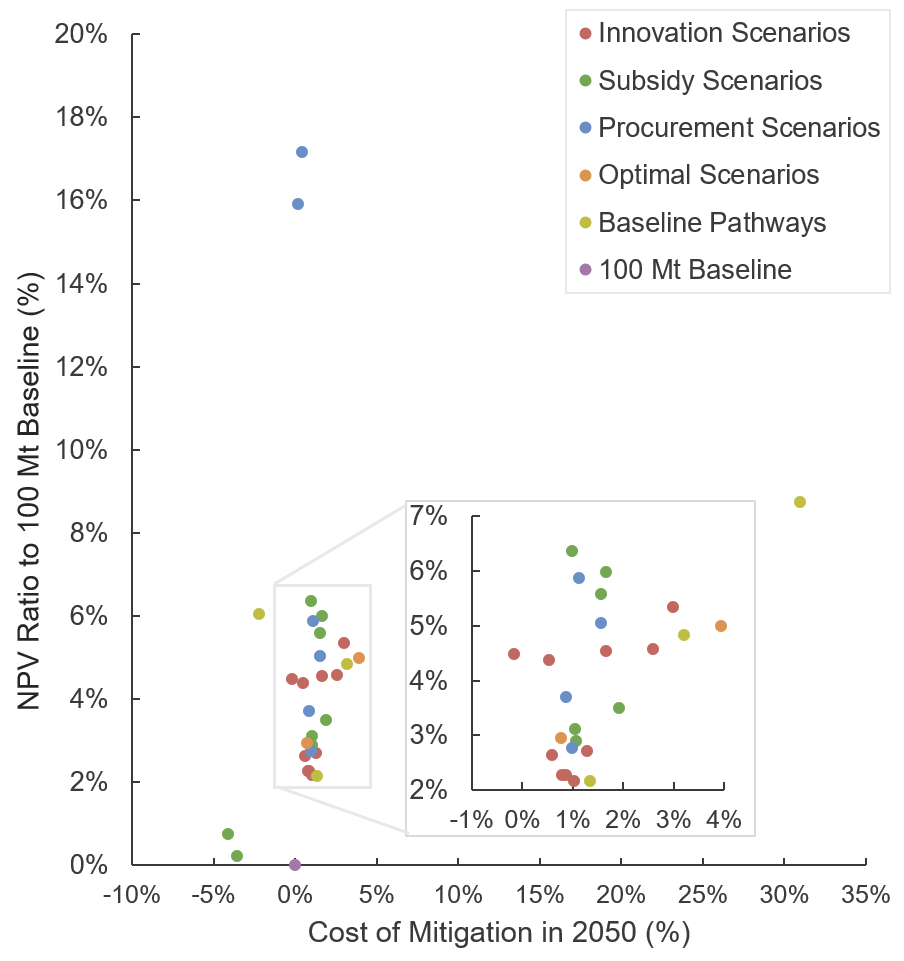 20%
18%
16%
14%
12%
10%
8%
6%
4%
2%
0%
NPV Ratio to 100 Mt Baseline (%)
Innovation Scenarios
Subsidy Scenarios
Procurement Scenarios
Optimal Scenarios
Baseline Pathways
100 Mt Baseline
7%
6%
5%
4%
3%
2%
-1% 0% 1% 2% 3% 4%
-10% -5% 0% 5% 10% 15% 20% 25% 30% 35%
Cost of Mitigation in 2050 (%)